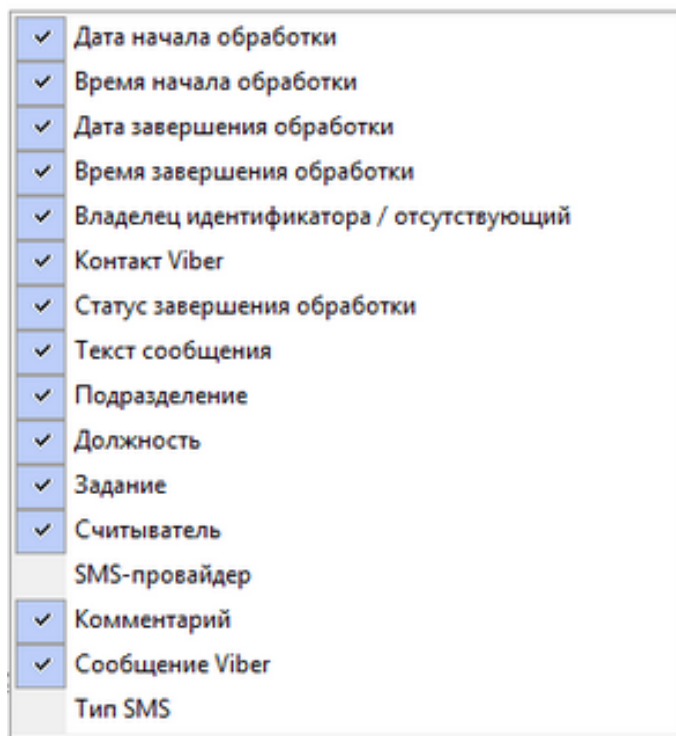 Дата начала обработки
Время начала обработки
Дата завершения обработки
Время завершения обработки
Владелец идентификатора / отсутствующий
Контакт Viber
Статус завершения обработки
Текст сообщения
Подразделение
Должность
Задание
Считыватель
SMS-провайдер
Комментарий
Сообщение Viber
Тип SMS